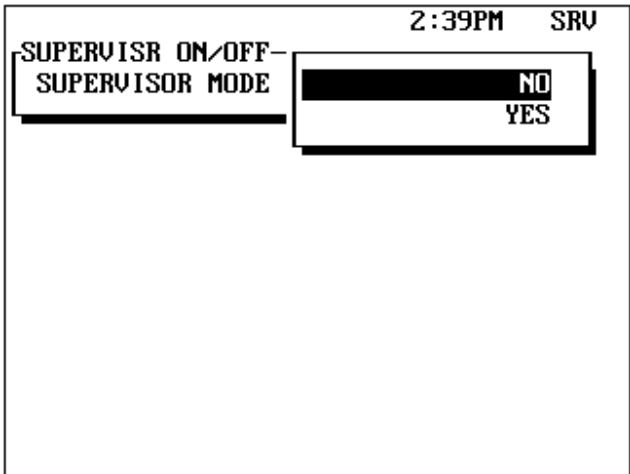 2:39PM SRV
SUPERVISR ON/OFF
SUPERVISOR MODE
NO
YES